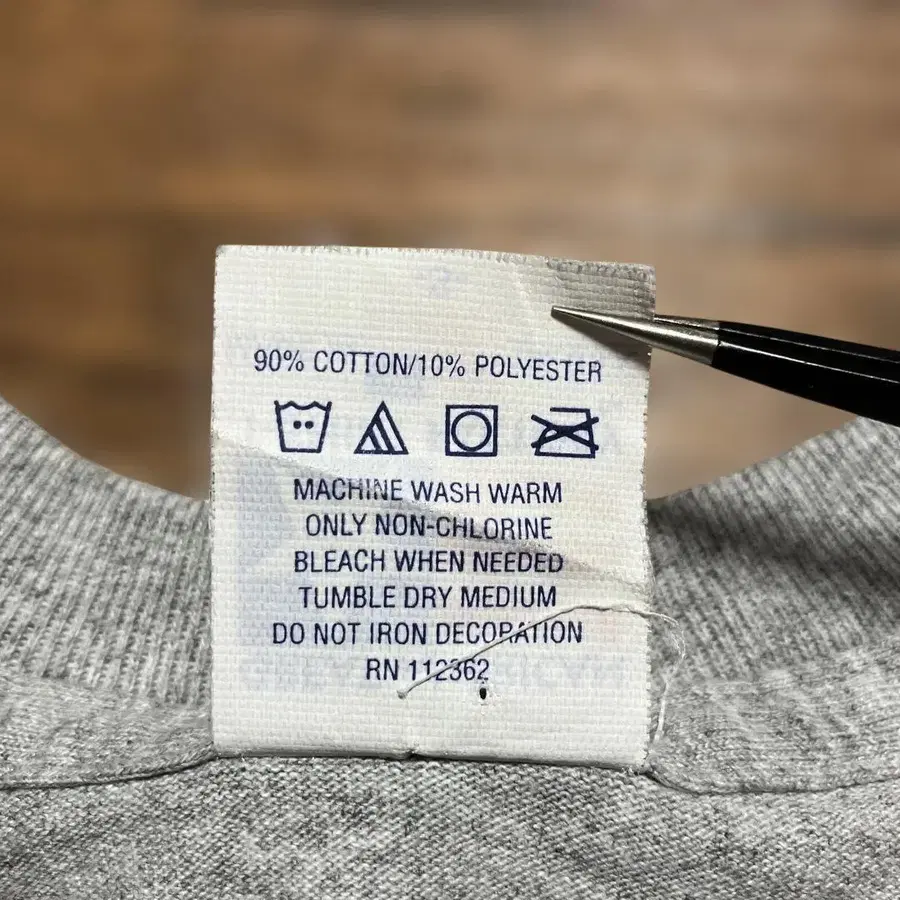 90% COTTON/10% POLYESTER
MACHINE WASH WARM
ONLY NON-CHLORINE
BLEACH WHEN NEEDED
TUMBLE DRY MEDIUM
DO NOT IRON DECORATION
RN 112362